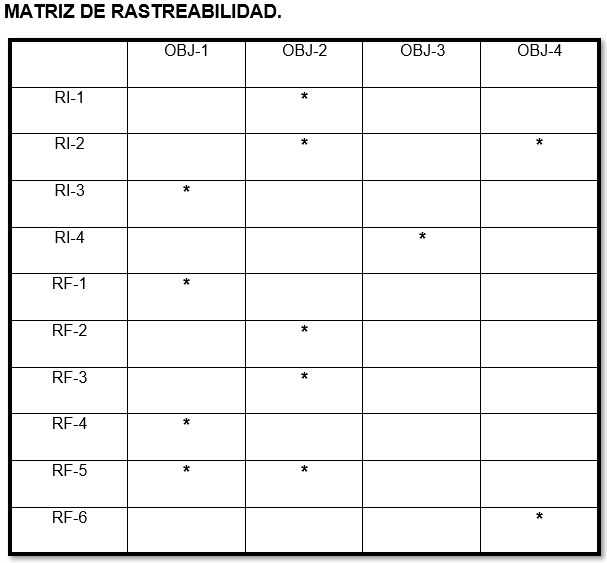 MATRIZ DE RASTREABILIDAD.
OBJ-1 OBJ-2 OBJ-3 OBJ-4
RI-1 *
RI-2 * *
RI-3 *
RI-4 *
RF-1 *
RF-2 *
RF-3 *
RF-4 *
RF-5 * *
RF-6 *